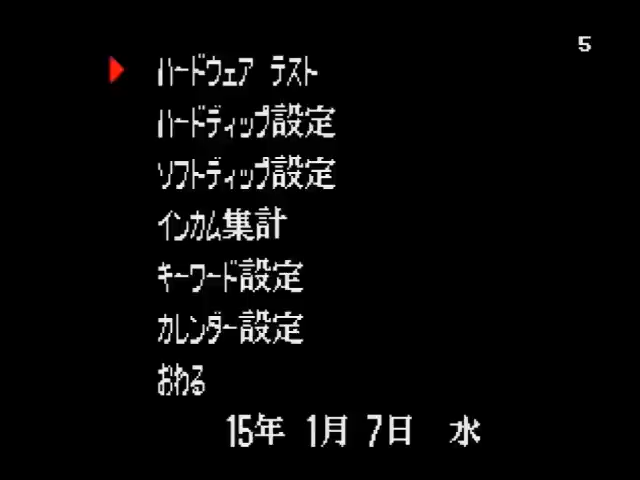 5
ハードウェア テスト
ハードディップ設定
ソフトディップ設定
インカム集計
キーワード設定
カレンダー設定
おわる
15年 1月 7日 水